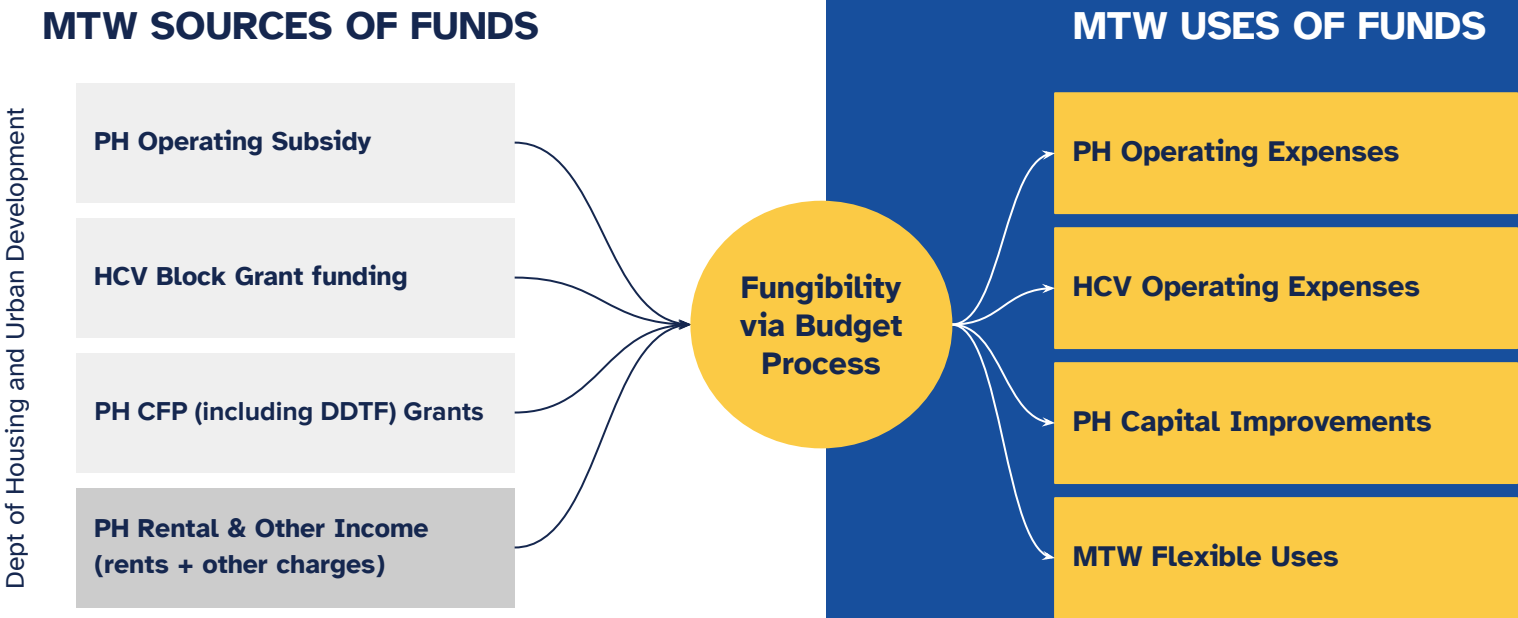 MTW SOURCES OF FUNDS
Dept of Housing and Urban Development
PH Operating Subsidy
HCV Block Grant funding
PH CFP (including DDTF) Grants
PH Rental & Other Income
(rents + other charges)
Fungibility
via Budget
Process
MTW USES OF FUNDS
PH Operating Expenses
HCV Operating Expenses
PH Capital Improvements
MTW Flexible Uses